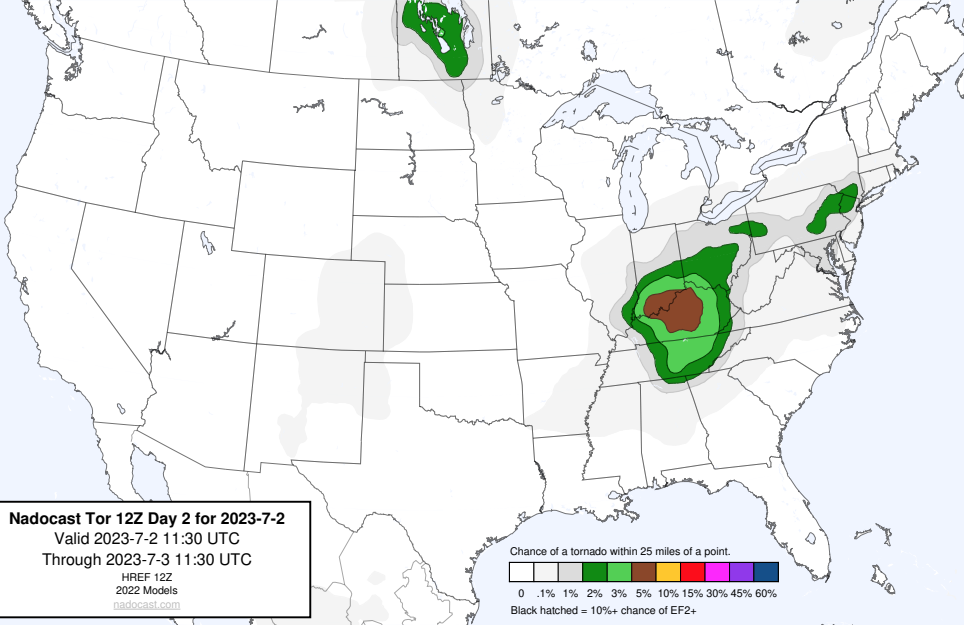 Nadocast Tor 12Z Day 2 for 2023-7-2
Valid 2023-7-2 11:30 UTC
Through 2023-7-3 11:30 UTC
HREF 12Z
2022 Models
nadocast.com
Chance of a tornado within 25 miles of a point.
0 .1% 1% 2% 3% 5% 10% 15% 30% 45% 60%
Black hatched = 10%+ chance of EF2+